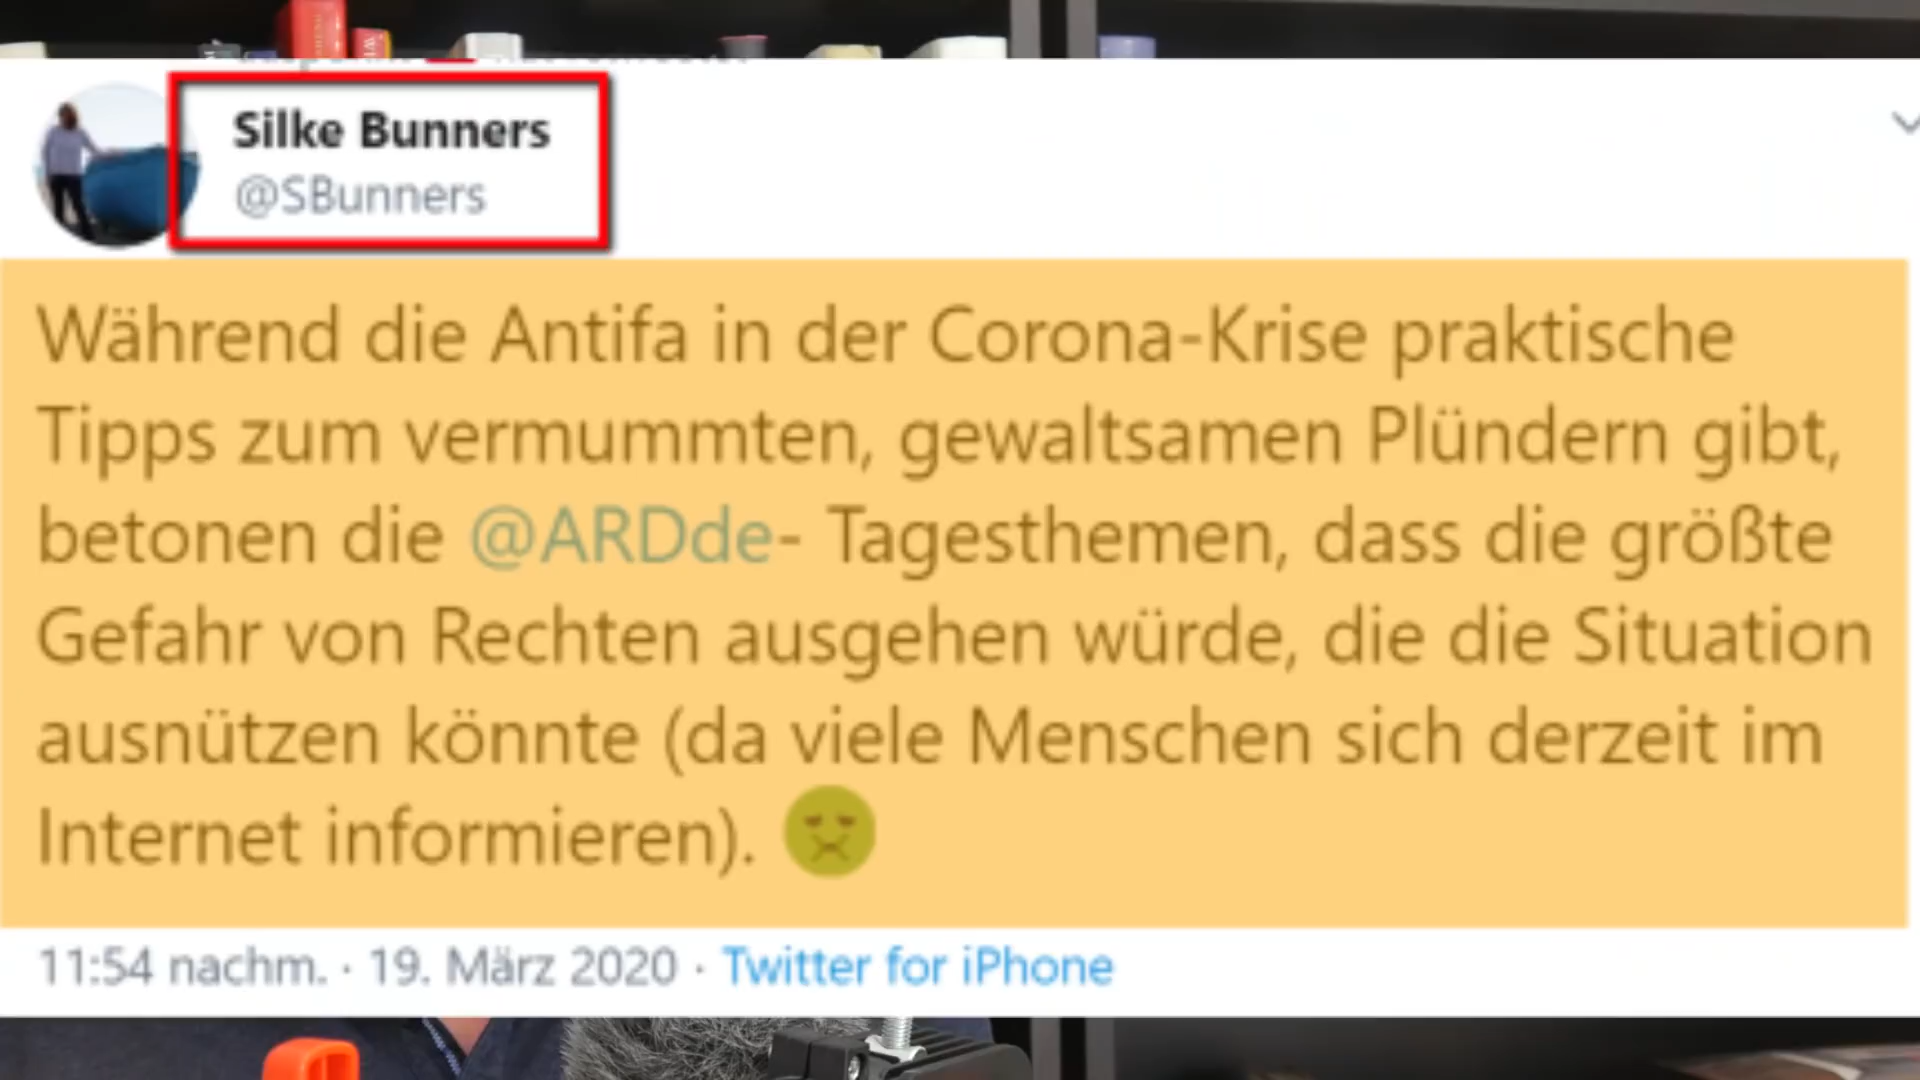 Silke Bunners
@SBunners
Während die Antifa in der Corona-Krise praktische
Tipps zum vermummten, gewaltsamen Plündern gibt,
betonen die @ARDde- Tagesthemen, dass die größte
Gefahr von Rechten ausgehen würde, die die Situation
ausnützen könnte (da viele Menschen sich derzeit im
Internet informieren).
11:54 nachm. · 19. März 2020 · Twitter for iPhone